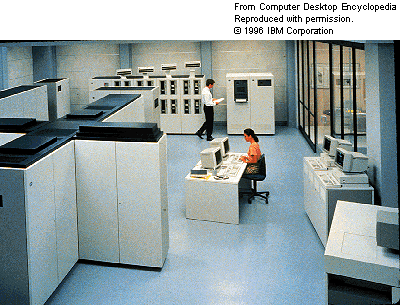 From Computer Desktop Encyclopedia
Reproduced with permission.
© 1996 IBM Corporation